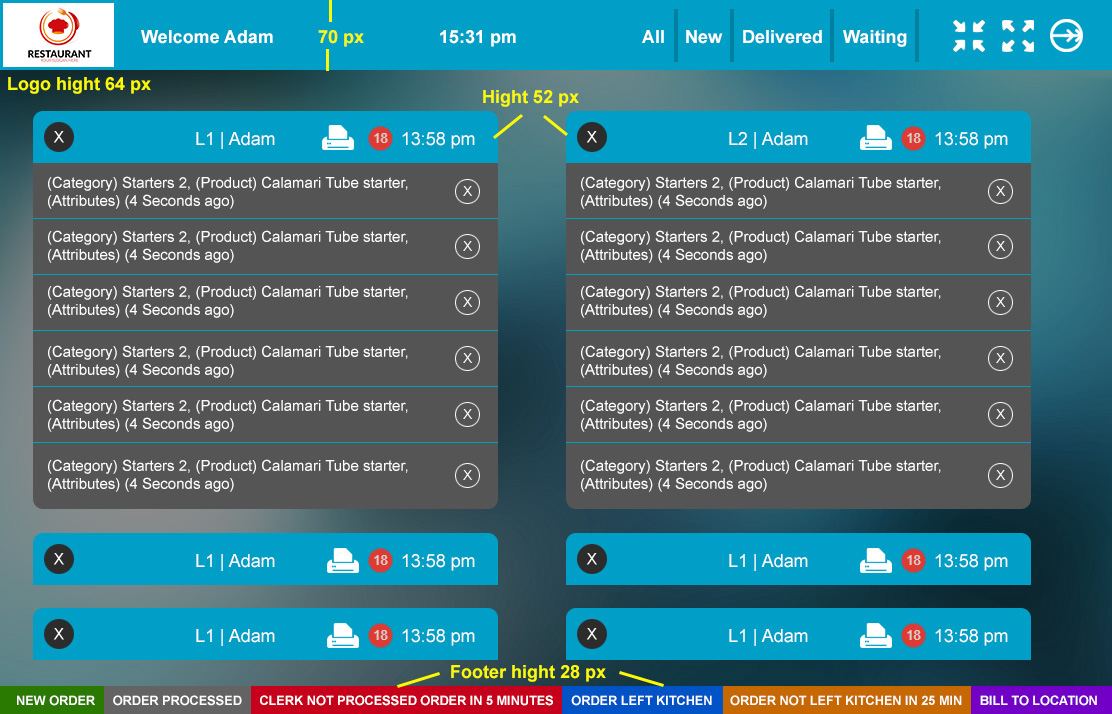 RESTAURANT
Welcome Adam
70 px
15:31 pm
All
New
Delivered
Waiting
Logo hight 64 px
Hight 52 px
X
L1 | Adam
18
13:58 pm
(Category) Starters 2, (Product) Calamari Tube starter,
(Attributes) (4 Seconds ago)
X
(Category) Starters 2, (Product) Calamari Tube starter,
(Attributes) (4 Seconds ago)
X
(Category) Starters 2, (Product) Calamari Tube starter,
(Attributes) (4 Seconds ago)
X
(Category) Starters 2, (Product) Calamari Tube starter,
(Attributes) (4 Seconds ago)
X
(Category) Starters 2, (Product) Calamari Tube starter,
(Attributes) (4 Seconds ago)
X
(Category) Starters 2, (Product) Calamari Tube starter,
(Attributes) (4 Seconds ago)
X
X
L2 | Adam
18
13:58 pm
(Category) Starters 2, (Product) Calamari Tube starter,
(Attributes) (4 Seconds ago)
X
(Category) Starters 2, (Product) Calamari Tube starter,
(Attributes) (4 Seconds ago)
X
(Category) Starters 2, (Product) Calamari Tube starter,
(Attributes) (4 Seconds ago)
X
(Category) Starters 2, (Product) Calamari Tube starter,
(Attributes) (4 Seconds ago)
X
(Category) Starters 2, (Product) Calamari Tube starter,
(Attributes) (4 Seconds ago)
X
(Category) Starters 2, (Product) Calamari Tube starter,
(Attributes) (4 Seconds ago)
X
X
L1 | Adam
18
13:58 pm
X
L1 | Adam
18
13:58 pm
X
L1 | Adam
18
13:58 pm
X
L1 | Adam
18
13:58 pm
Footer hight 28 px
NEW ORDER
ORDER PROCESSED
CLERK NOT PROCESSED ORDER IN 5 MINUTES
ORDER LEFT KITCHEN
ORDER NOT LEFT KITCHEN IN 25 MIN
BILL TO LOCATION